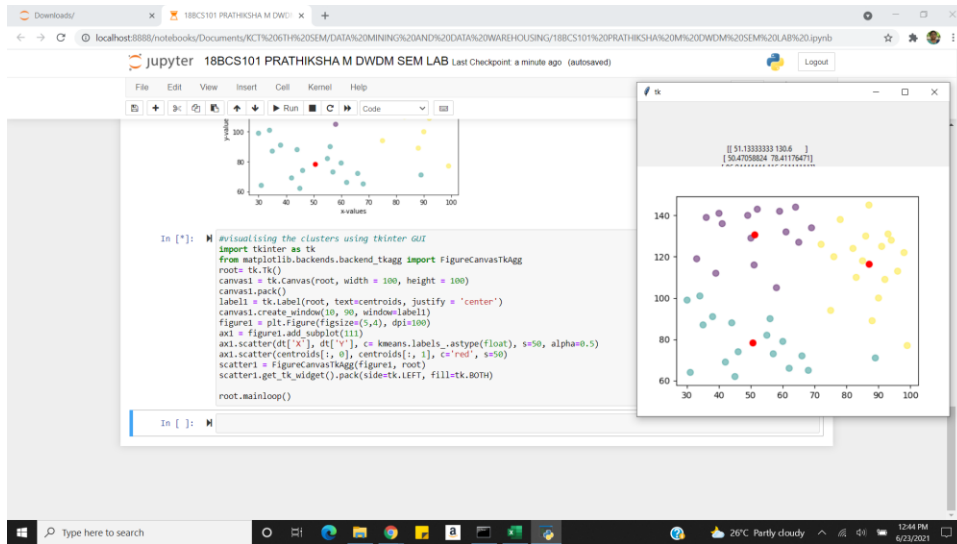 Downloads/
18BCS101 PRATHIKSHA M DWD
localhost:8888/notebooks/Documents/KCT%206TH%20SEM/DATA%20MINING%20AND%20DATA%20WAREHOUSING/18BCS101%20PRATHIKSHA%20M%20DWDM%20SEM%20LAB%20.ipynb
jupyter 18BCS101 PRATHIKSHA M DWDM SEM LAB Last Checkpoint: a minute ago (autosaved)
Logout
File Edit View Insert Cell Kernel Help
Run Code
y-value
100
80
60
30 40 50 60 70 80 90 100
x-values
In [*]:
#visualising the clusters using tkinter GUI
import tkinter as tk
from matplotlib.backends.backend_tkagg import FigureCanvasTkAgg
root= tk.Tk()
canvas1 = tk.Canvas(root, width = 100, height = 100)
canvas1.pack()
label1 = tk.Label(root, text=centroids, justify = 'center')
canvas1.create_window(10, 90, window=label1)
figure1 = plt.Figure(figsize=(5,4), dpi=100)
ax1 = figure1.add_subplot(111)
ax1.scatter(dt['X'], dt['Y'], c= kmeans.labels_.astype(float), s=50, alpha=0.5)
ax1.scatter(centroids[:, 0], centroids[:, 1], c='red', s=50)
scatter1 = FigureCanvasTkAgg(figure1, root)
scatter1.get_tk_widget().pack(side=tk.LEFT, fill=tk.BOTH)
root.mainloop()
In [ ]:
tk
[[ 51.13333333 130.6 ]
[ 50.47058824 78.41176471]
140
120
100
80
60
30 40 50 60 70 80 90 100
Type here to search
26°C Partly cloudy
12:44 PM
6/23/2021